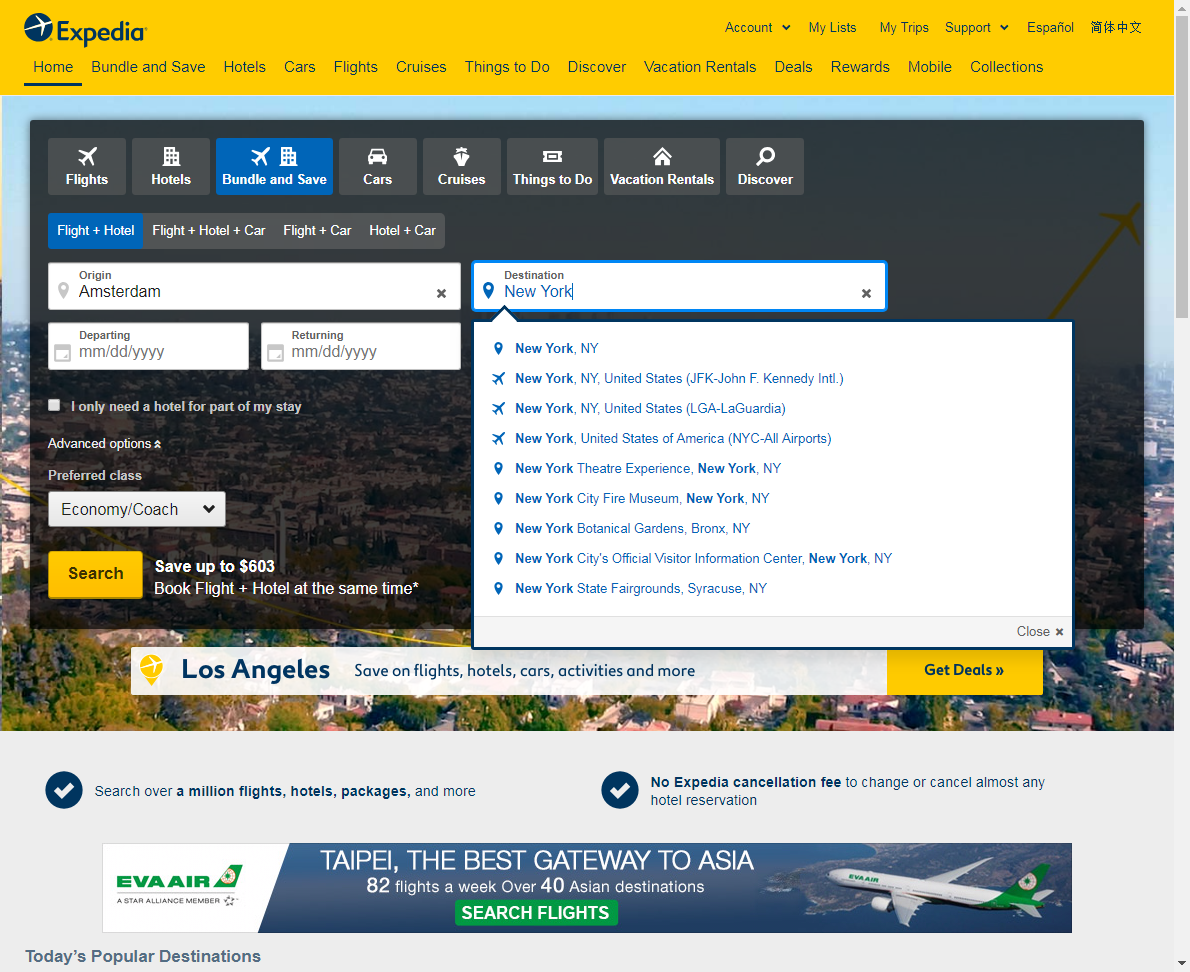 Expedia
Account My Lists My Trips Support Español 简体中文
Home Bundle and Save Hotels Cars Flights Cruises Things to Do Discover Vacation Rentals Deals Rewards Mobile Collections
Flights Hotels Bundle and Save Cars Cruises Things to Do Vacation Rentals Discover
Flight + Hotel Flight + Hotel + Car Flight + Car Hotel + Car
Origin
Amsterdam
Destination
New York
Departing
mm/dd/yyyy
Returning
mm/dd/yyyy
I only need a hotel for part of my stay
Advanced options
Preferred class
Economy/Coach
Search
Save up to $603
Book Flight + Hotel at the same time*
New York, NY
New York, NY, United States (JFK-John F. Kennedy Intl.)
New York, NY, United States (LGA-LaGuardia)
New York, United States of America (NYC-All Airports)
New York Theatre Experience, New York, NY
New York City Fire Museum, New York, NY
New York Botanical Gardens, Bronx, NY
New York City's Official Visitor Information Center, New York, NY
New York State Fairgrounds, Syracuse, NY
Close
Los Angeles Save on flights, hotels, cars, activities and more Get Deals »
Search over a million flights, hotels, packages, and more
No Expedia cancellation fee to change or cancel almost any
hotel reservation
EVA AIR
A STAR ALLIANCE MEMBER
TAIPEI, THE BEST GATEWAY TO ASIA
82 flights a week Over 40 Asian destinations
SEARCH FLIGHTS
EVA AIR
Today's Popular Destinations